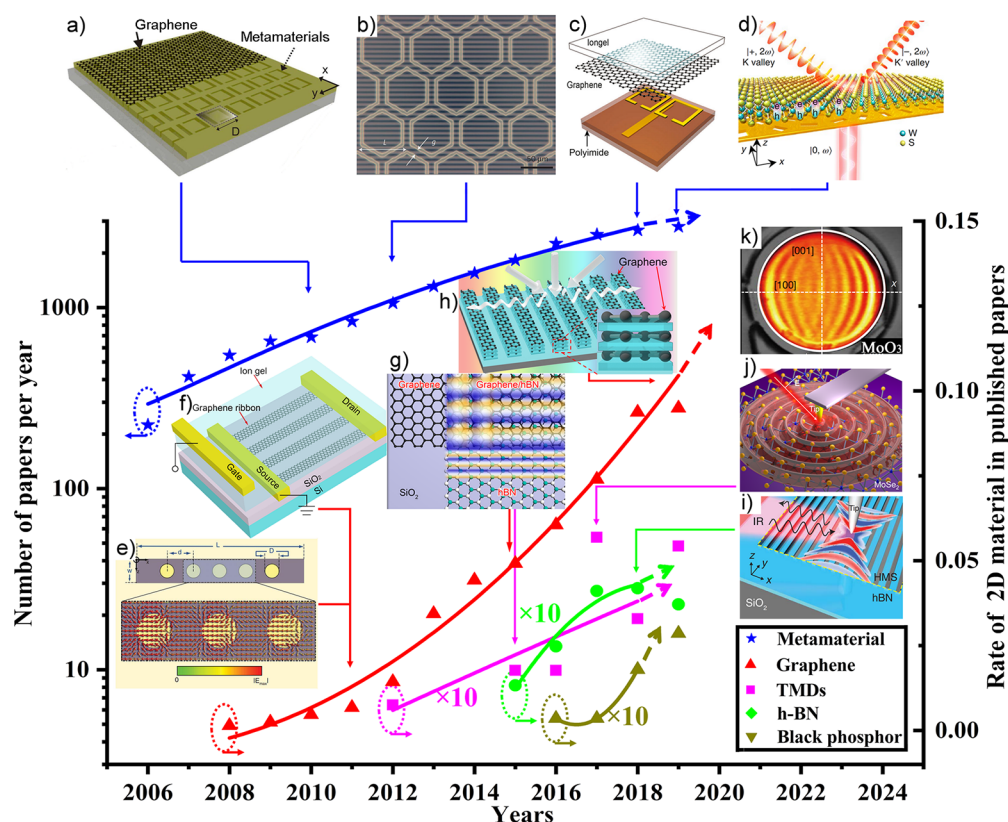 a)
Graphene
Metamaterials
x
y
D
b)
L
g
50 μm
c)
Iongel
Graphene
Polyimide
d)
|+, 2ω⟩
K valley
|−, 2ω⟩
K′ valley
e e e e
h h h h
W
S
|0, ω⟩
z
y
x
Number of papers per year
1000
100
10
Rate of 2D material in published papers
0.15
0.10
0.05
0.00
k)
[001]
[100]
x
MoO3
h)
Graphene
g)
Graphene
Graphene/hBN
SiO2
hBN
f)
Ion gel
Graphene ribbon
Drain
Gate
Source
SiO2
Si
j)
Tip
MoSe2
i)
IR
Tip
z
y
x
HMS
hBN
SiO2
e)
L
d
D
w
0
|Emax|
×10
×10
×10
Metamaterial
Graphene
TMDs
h-BN
Black phosphor
2006 2008 2010 2012 2014 2016 2018 2020 2022 2024
Years